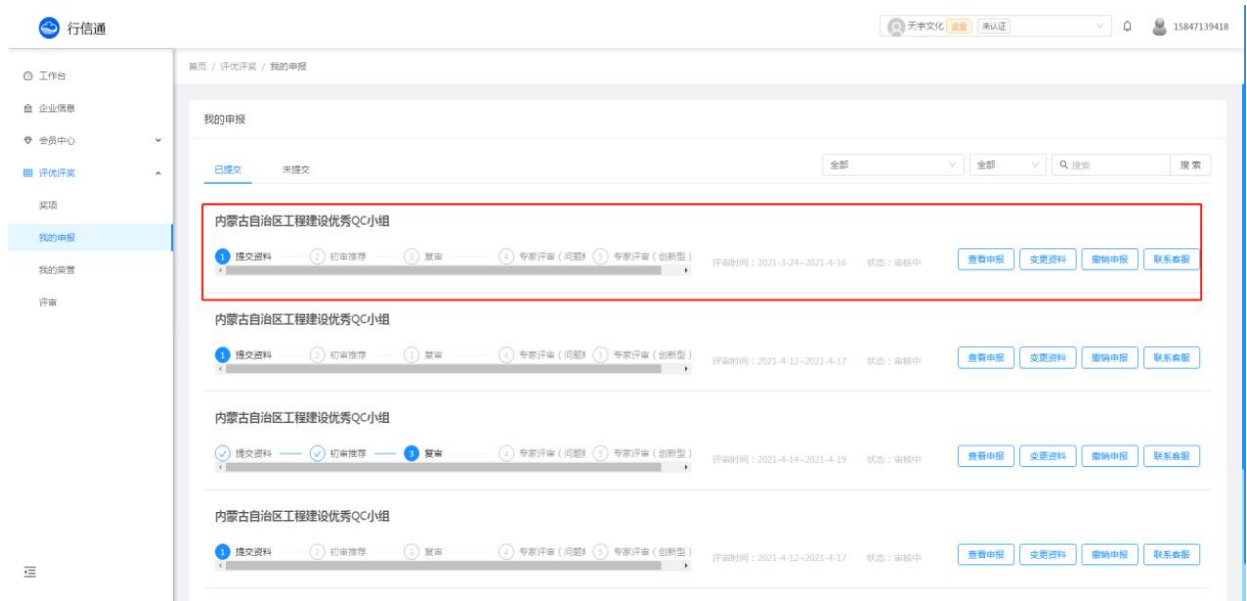 行信通
天宇文化 企业 未认证
15847139418
工作台
企业信息
会员中心
评优评奖
奖项
我的申报
我的荣誉
评审
首页 / 评优评奖 / 我的申报
我的申报
已提交 未提交
全部 全部 搜索 搜索
内蒙古自治区工程建设优秀QC小组
1 提交资料 2 初审推荐 3 复审 4 专家评审(问题 5 专家评审(创新型) 评审时间:2021-3-24~2021-4-16 状态:审核中 查看申报 变更资料 撤销申报 联系客服
内蒙古自治区工程建设优秀QC小组
1 提交资料 2 初审推荐 3 复审 4 专家评审(问题 5 专家评审(创新型) 评审时间:2021-4-12~2021-4-17 状态:审核中 查看申报 变更资料 撤销申报 联系客服
内蒙古自治区工程建设优秀QC小组
提交资料 初审推荐 3 复审 4 专家评审(问题 5 专家评审(创新型) 评审时间:2021-4-14~2021-4-19 状态:审核中 查看申报 变更资料 撤销申报 联系客服
内蒙古自治区工程建设优秀QC小组
1 提交资料 2 初审推荐 3 复审 4 专家评审(问题 5 专家评审(创新型) 评审时间:2021-4-12~2021-4-17 状态:审核中 查看申报 变更资料 撤销申报 联系客服